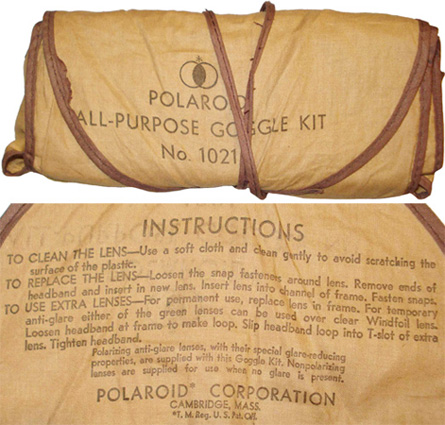 POLAROID
ALL-PURPOSE GOGGLE KIT
No. 1021
INSTRUCTIONS
TO CLEAN THE LENS—Use a soft cloth and clean gently to avoid scratching the
surface of the plastic.
TO REPLACE THE LENS—Loosen the snap fasteners around lens. Remove ends of
headband and insert in new lens. Insert lens into channel of frame. Fasten snaps.
TO USE EXTRA LENSES—For permanent use, replace lens in frame. For temporary
anti-glare either of the green lenses can be used over clear Windfoil lens.
Loosen headband at frame to make loop. Slip headband loop into T-slot of extra
lens. Tighten headband.
Polarizing anti-glare lenses, with their special glare-reducing
properties, are supplied with this Goggle Kit. Nonpolarizing
lenses are supplied for use when no glare is present.
POLAROID* CORPORATION
CAMBRIDGE, MASS.
*T. M. Reg. U. S. Pat. Off.